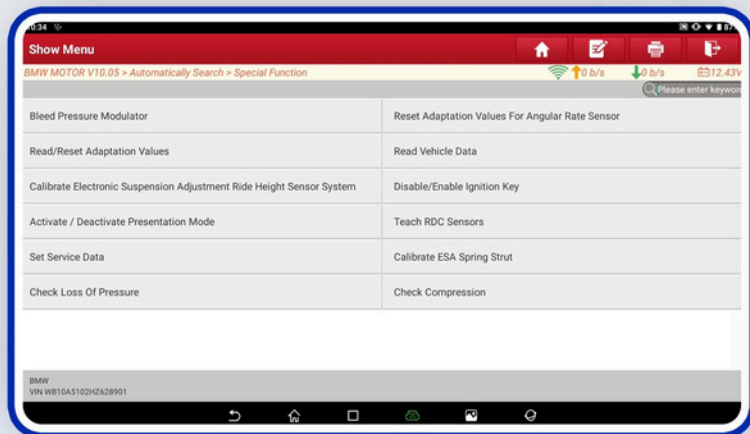 10:34
87
Show Menu
BMW MOTOR V10.05 > Automatically Search > Special Function
0 b/s
0 b/s
12.43V
Please enter keywor
Bleed Pressure Modulator
Reset Adaptation Values For Angular Rate Sensor
Read/Reset Adaptation Values
Read Vehicle Data
Calibrate Electronic Suspension Adjustment Ride Height Sensor System
Disable/Enable Ignition Key
Activate / Deactivate Presentation Mode
Teach RDC Sensors
Set Service Data
Calibrate ESA Spring Strut
Check Loss Of Pressure
Check Compression
BMW
VIN WB10A5102HZ628901